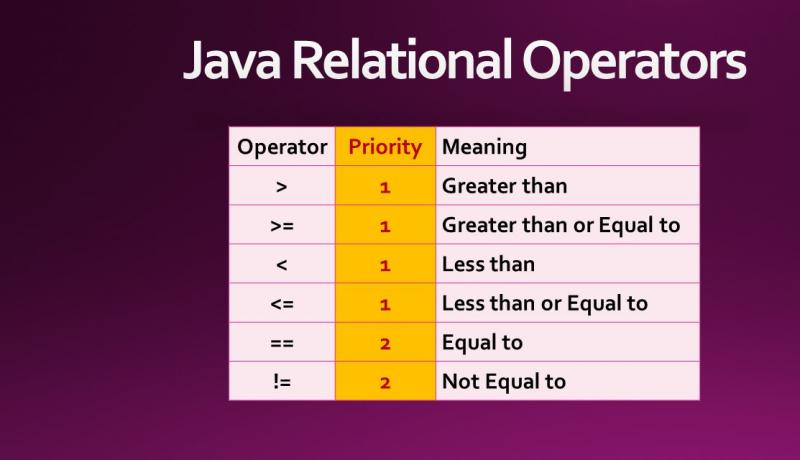 Java Relational Operators
Operator Priority Meaning
> 1 Greater than
>= 1 Greater than or Equal to
< 1 Less than
<= 1 Less than or Equal to
== 2 Equal to
!= 2 Not Equal to